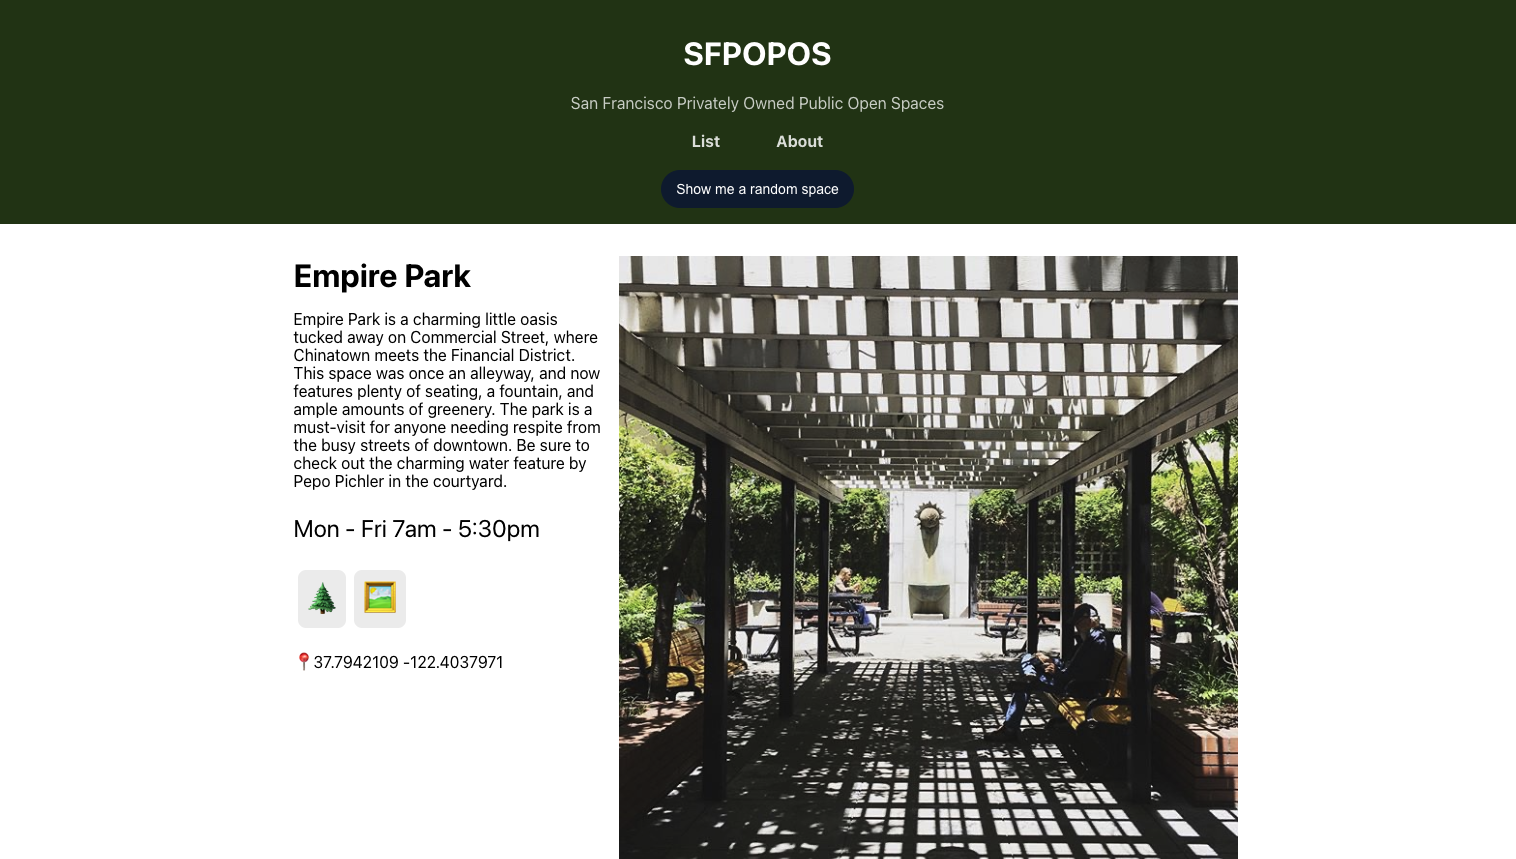 SFPOPOS
San Francisco Privately Owned Public Open Spaces
List About
Show me a random space
Empire Park
Empire Park is a charming little oasis
tucked away on Commercial Street, where
Chinatown meets the Financial District.
This space was once an alleyway, and now
features plenty of seating, a fountain, and
ample amounts of greenery. The park is a
must-visit for anyone needing respite from
the busy streets of downtown. Be sure to
check out the charming water feature by
Pepo Pichler in the courtyard.
Mon - Fri 7am - 5:30pm
📍37.7942109 -122.4037971